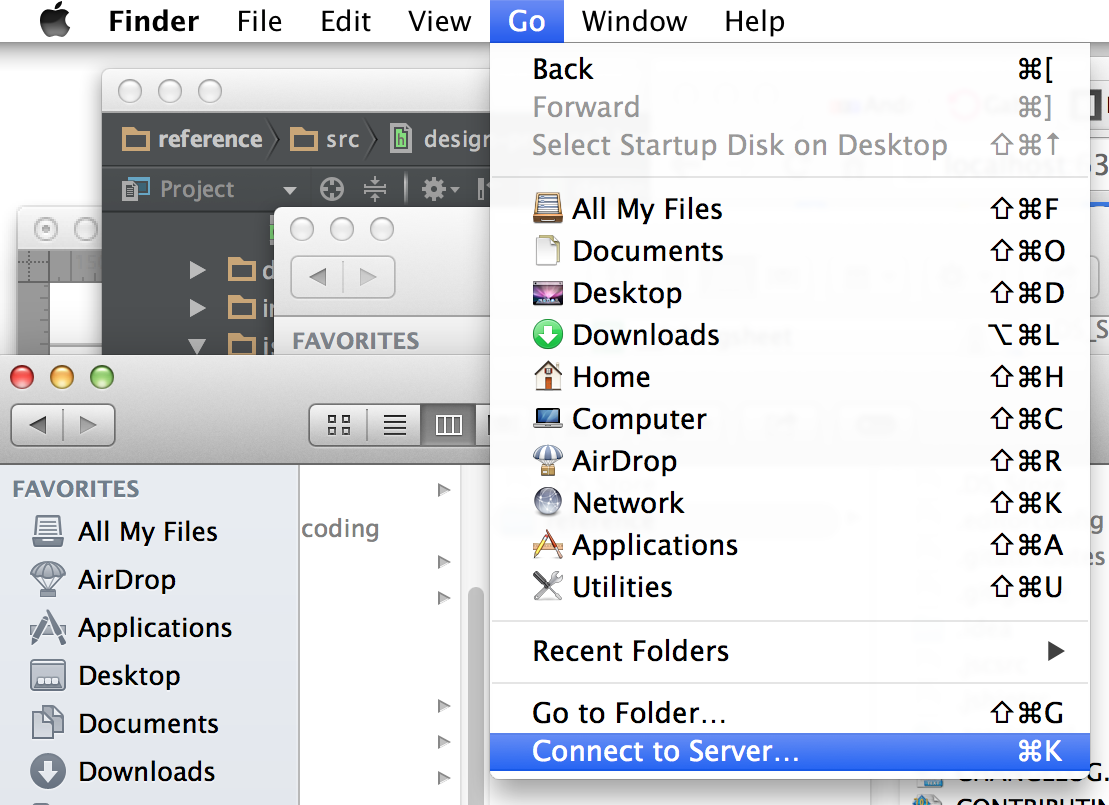 Finder File Edit View Go Window Help
Back ⌘[
Forward ⌘]
Select Startup Disk on Desktop ⇧⌘↑
All My Files ⇧⌘F
Documents ⇧⌘O
Desktop ⇧⌘D
Downloads ⌥⌘L
Home ⇧⌘H
Computer ⇧⌘C
AirDrop ⇧⌘R
Network ⇧⌘K
Applications ⇧⌘A
Utilities ⇧⌘U
Recent Folders
Go to Folder... ⇧⌘G
Connect to Server... ⌘K
reference src design
Project
FAVORITES
FAVORITES
All My Files
AirDrop
Applications
Desktop
Documents
Downloads
coding